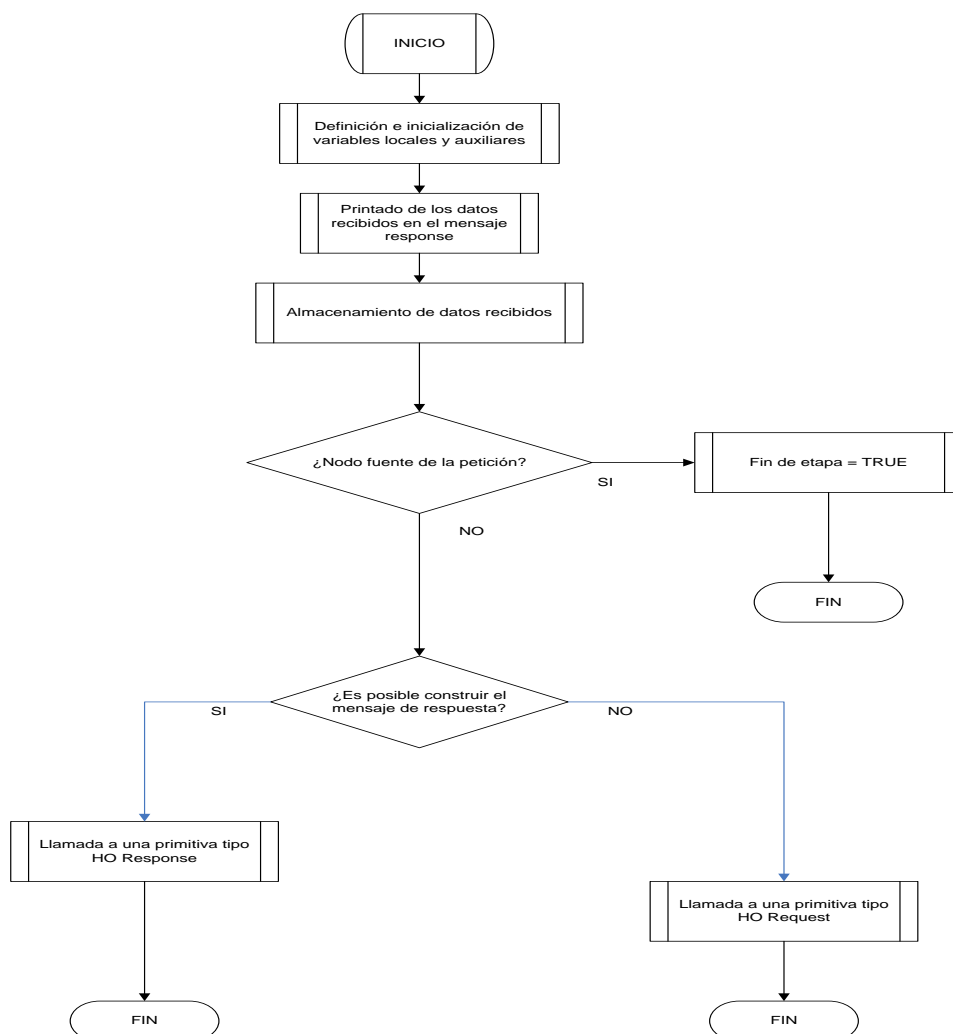 INICIO
Definición e inicialización de
variables locales y auxiliares
Printado de los datos
recibidos en el mensaje
response
Almacenamiento de datos recibidos
¿Nodo fuente de la petición?
SI
Fin de etapa = TRUE
NO
FIN
¿Es posible construir el
mensaje de respuesta?
SI
NO
Llamada a una primitiva tipo
HO Response
Llamada a una primitiva tipo
HO Request
FIN
FIN